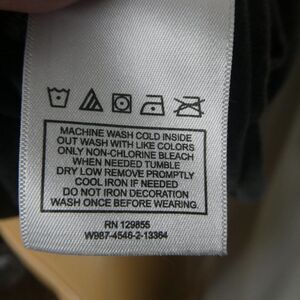 MACHINE WASH COLD INSIDE
OUT WASH WITH LIKE COLORS
ONLY NON-CHLORINE BLEACH
WHEN NEEDED TUMBLE
DRY LOW REMOVE PROMPTLY
COOL IRON IF NEEDED
DO NOT IRON DECORATION
WASH ONCE BEFORE WEARING.
RN 129855
W987-4548-2-13364